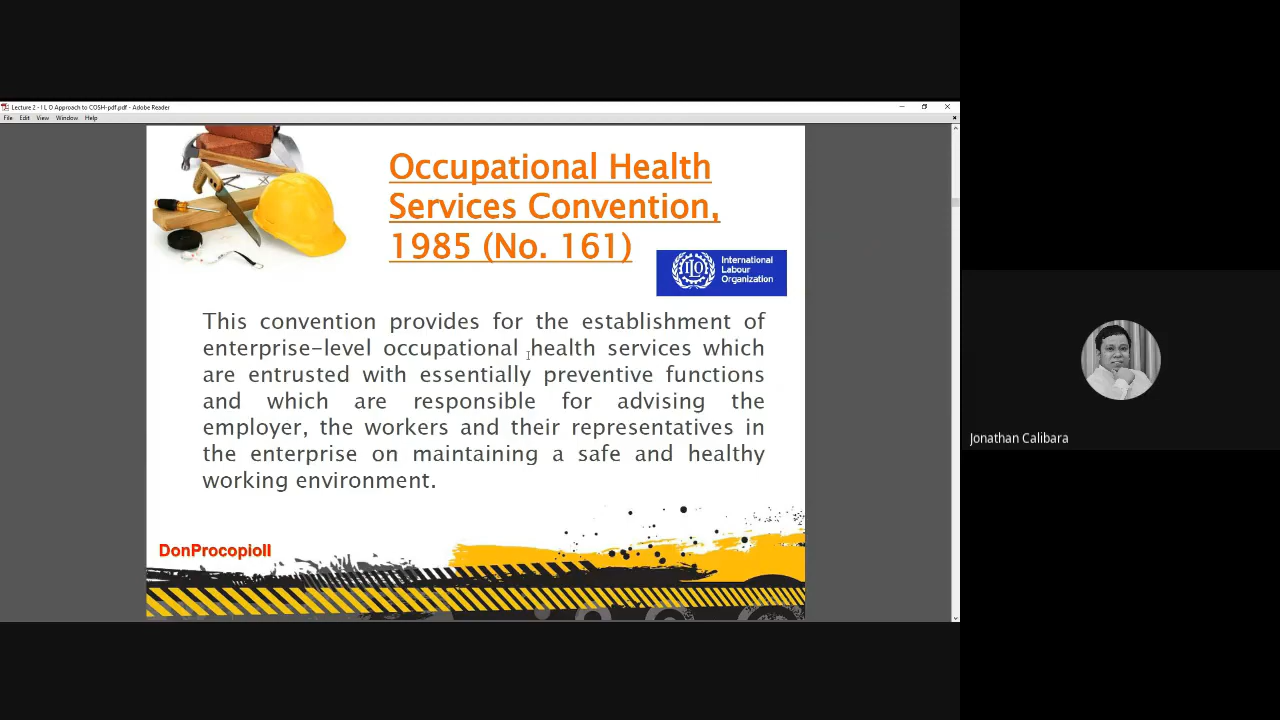 Lecture 2 - I L O Approach to COSH-pdf.pdf - Adobe Reader
File Edit View Window Help
Occupational Health
Services Convention,
1985 (No. 161)
ILO
International
Labour
Organization
This convention provides for the establishment of
enterprise-level occupational health services which
are entrusted with essentially preventive functions
and which are responsible for advising the
employer, the workers and their representatives in
the enterprise on maintaining a safe and healthy
working environment.
DonProcopioII
Jonathan Calibara